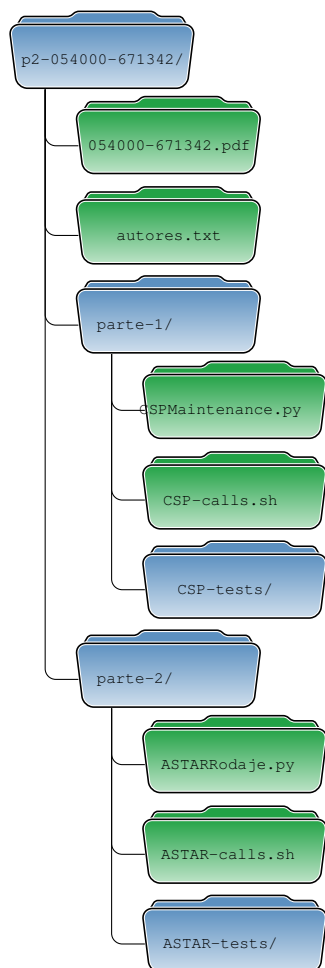 p2-054000-671342/
054000-671342.pdf
autores.txt
parte-1/
CSPMaintenance.py
CSP-calls.sh
CSP-tests/
parte-2/
ASTARRodaje.py
ASTAR-calls.sh
ASTAR-tests/